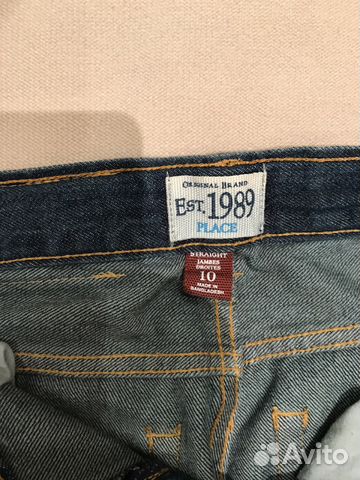 ORIGINAL BRAND
EST. 1989
PLACE
STRAIGHT
JAMBES
DROITES
10
MADE IN
BANGLADESH
Avito